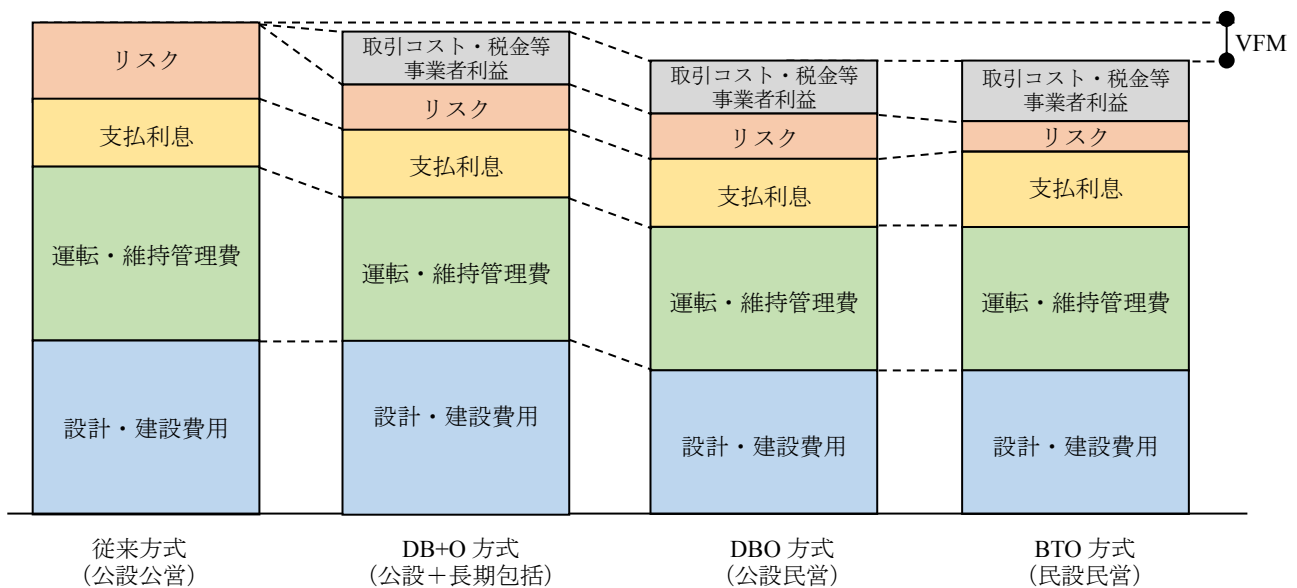 リスク
支払利息
運転・維持管理費
設計・建設費用
従来方式
（公設公営）
取引コスト・税金等
事業者利益
リスク
支払利息
運転・維持管理費
設計・建設費用
DB+O 方式
（公設＋長期包括）
取引コスト・税金等
事業者利益
リスク
支払利息
運転・維持管理費
設計・建設費用
DBO 方式
（公設民営）
取引コスト・税金等
事業者利益
リスク
支払利息
運転・維持管理費
設計・建設費用
BTO 方式
（民設民営）
VFM